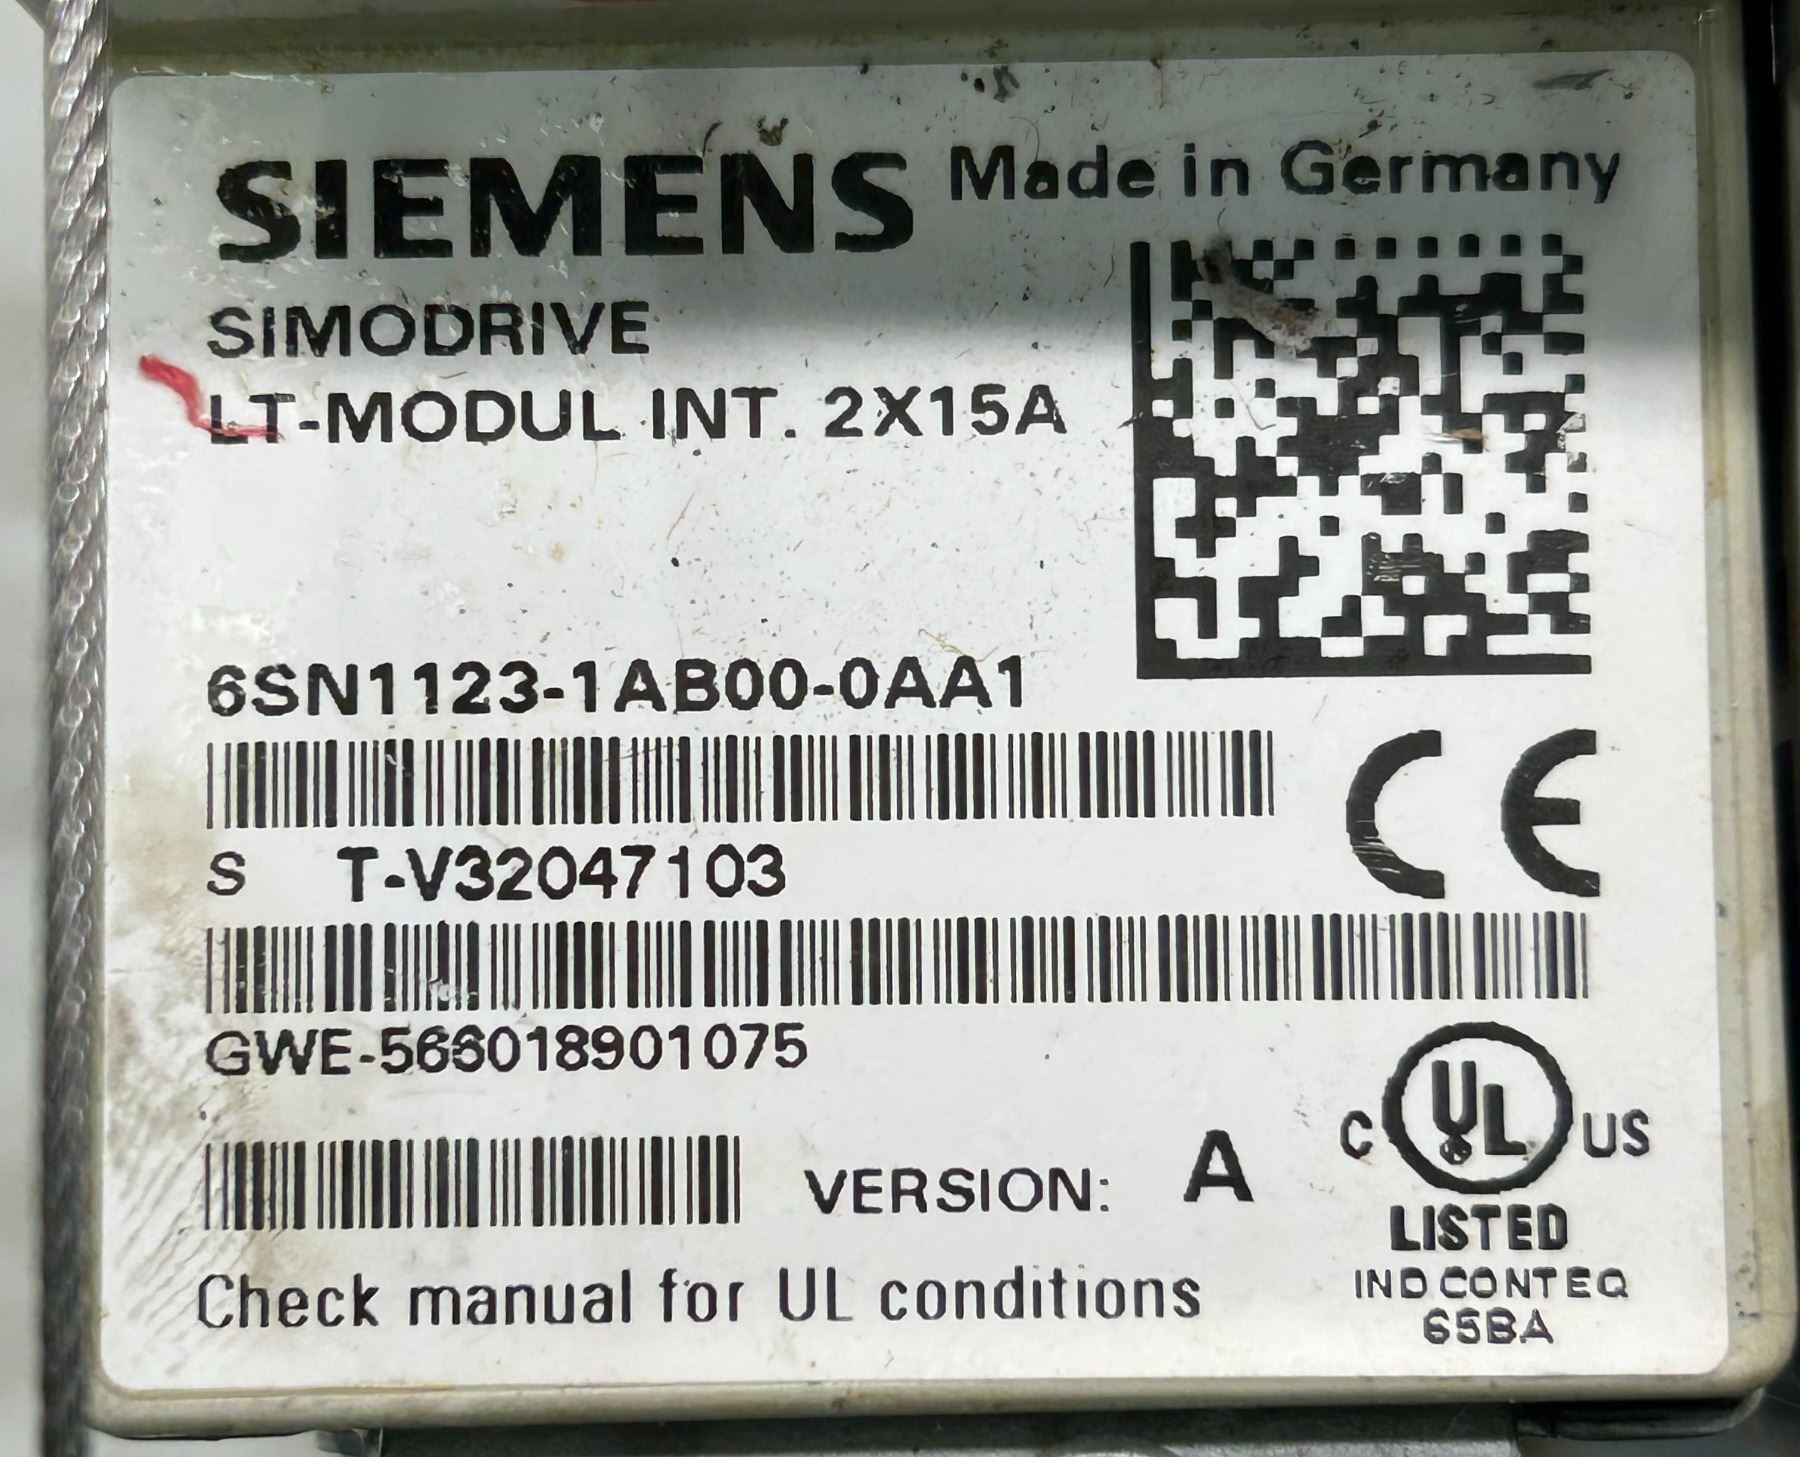 SIEMENS Made in Germany
SIMODRIVE
LT-MODUL INT. 2X15A
6SN1123-1AB00-0AA1
S T-V32047103
GWE-566018901075
VERSION: A
Check manual for UL conditions
CE
C UL US
LISTED
IND CONT EQ
65BA